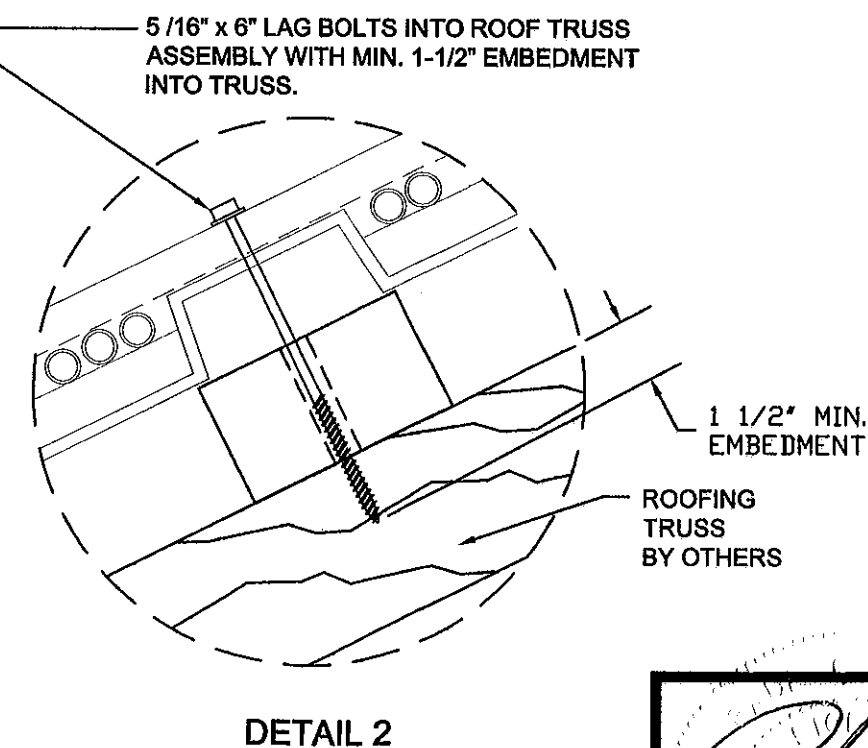 5 /16" x 6" LAG BOLTS INTO ROOF TRUSS
ASSEMBLY WITH MIN. 1-1/2" EMBEDMENT
INTO TRUSS.
1 1/2" MIN.
EMBEDMENT
ROOFING
TRUSS
BY OTHERS
DETAIL 2